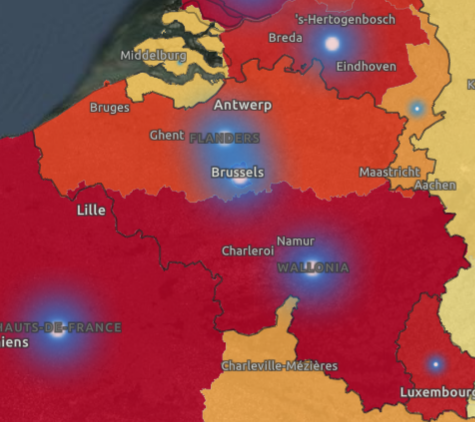 's-Hertogenbosch
Breda
Middelburg
Eindhoven
K
Bruges
Antwerp
Ghent
FLANDERS
Brussels
Maastricht
Aachen
Lille
Namur
Charleroi
WALLONIA
HAUTS-DE-FRANCE
iens
Charleville-Mézières
Luxembourg